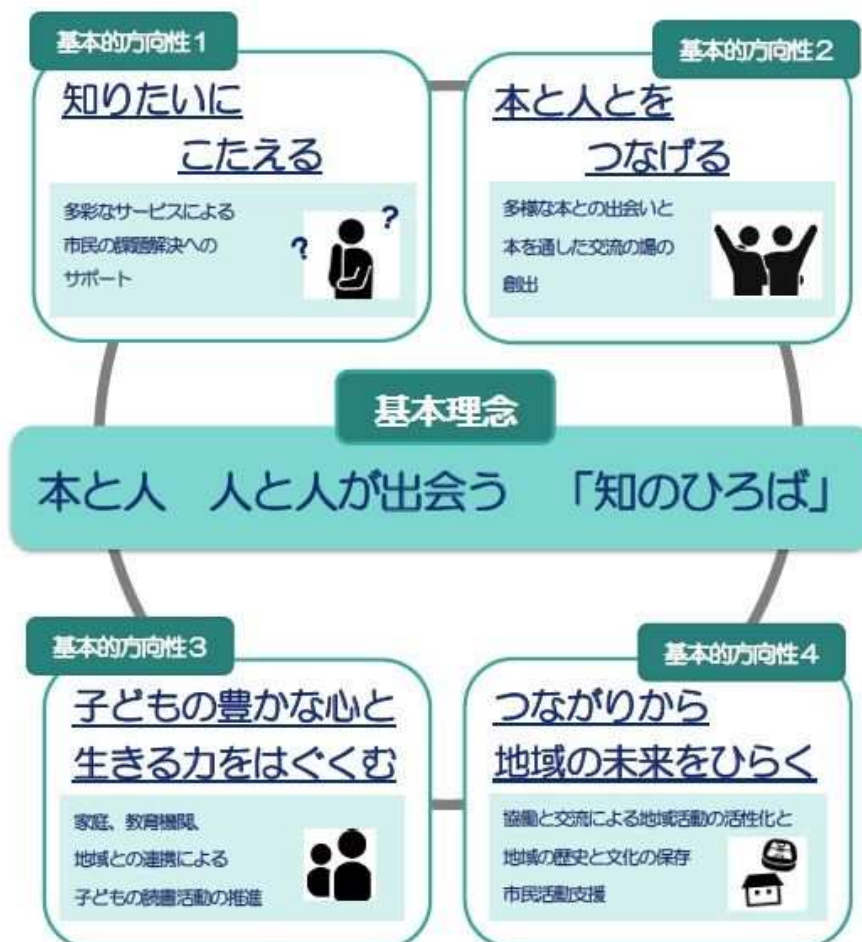 基本的方向性1
知りたいに
こたえる
多彩なサービスによる
市民の課題解決への
サポート
? ?
基本的方向性2
本と人とを
つなげる
多様な本との出会いと
本を通した交流の場の
創出
基本理念
本と人 人と人が出会う 「知のひろば」
基本的方向性3
子どもの豊かな心と
生きる力をはぐくむ
家庭、教育機関、
地域との連携による
子どもの読書活動の推進
基本的方向性4
つながりから
地域の未来をひらく
協働と交流による地域活動の活性化と
地域の歴史と文化の保存
市民活動支援